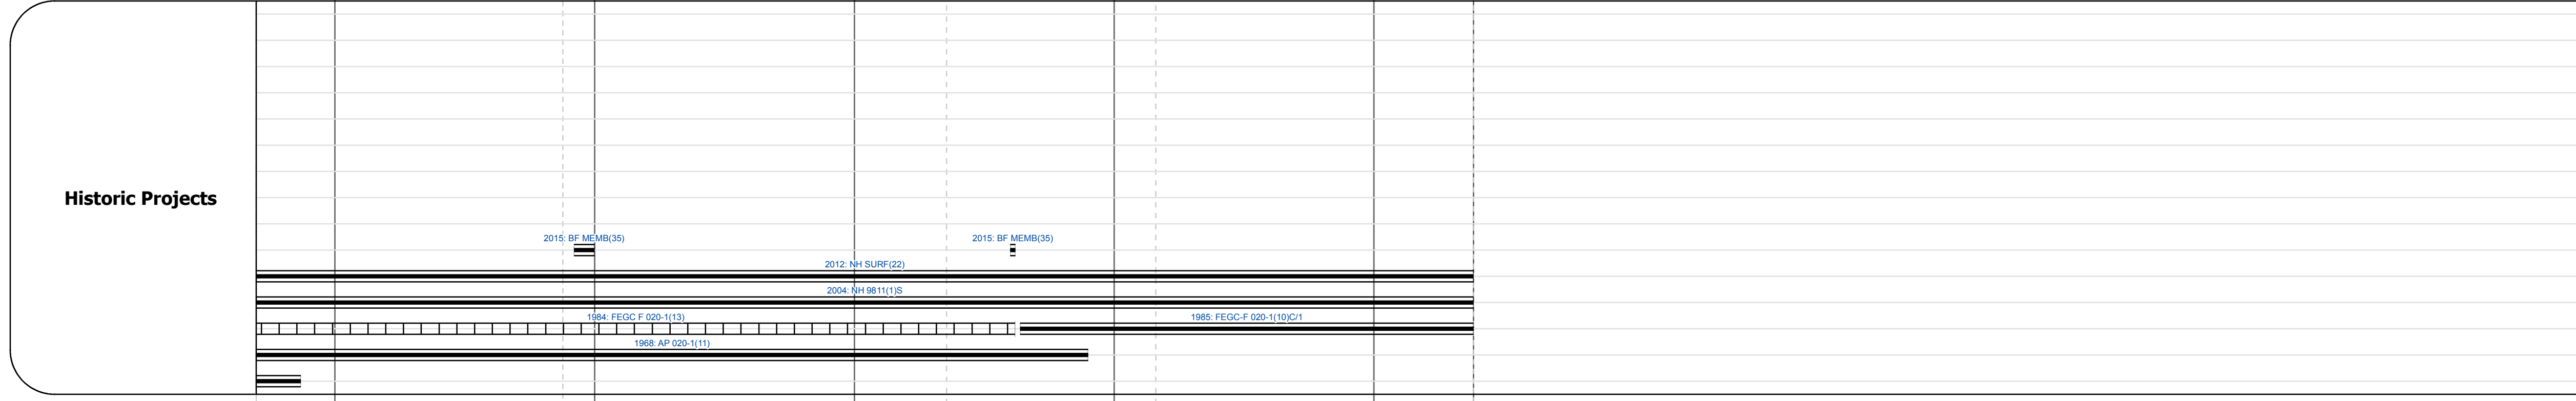 Historic Projects
2015: BF MEMB(35)
2015: BF MEMB(35)
2012: NH SURF(22)
2004: NH 9811(1)S
1984: FEGC F 020-1(13)
1985: FEGC-F 020-1(10)C/1
1968: AP 020-1(11)